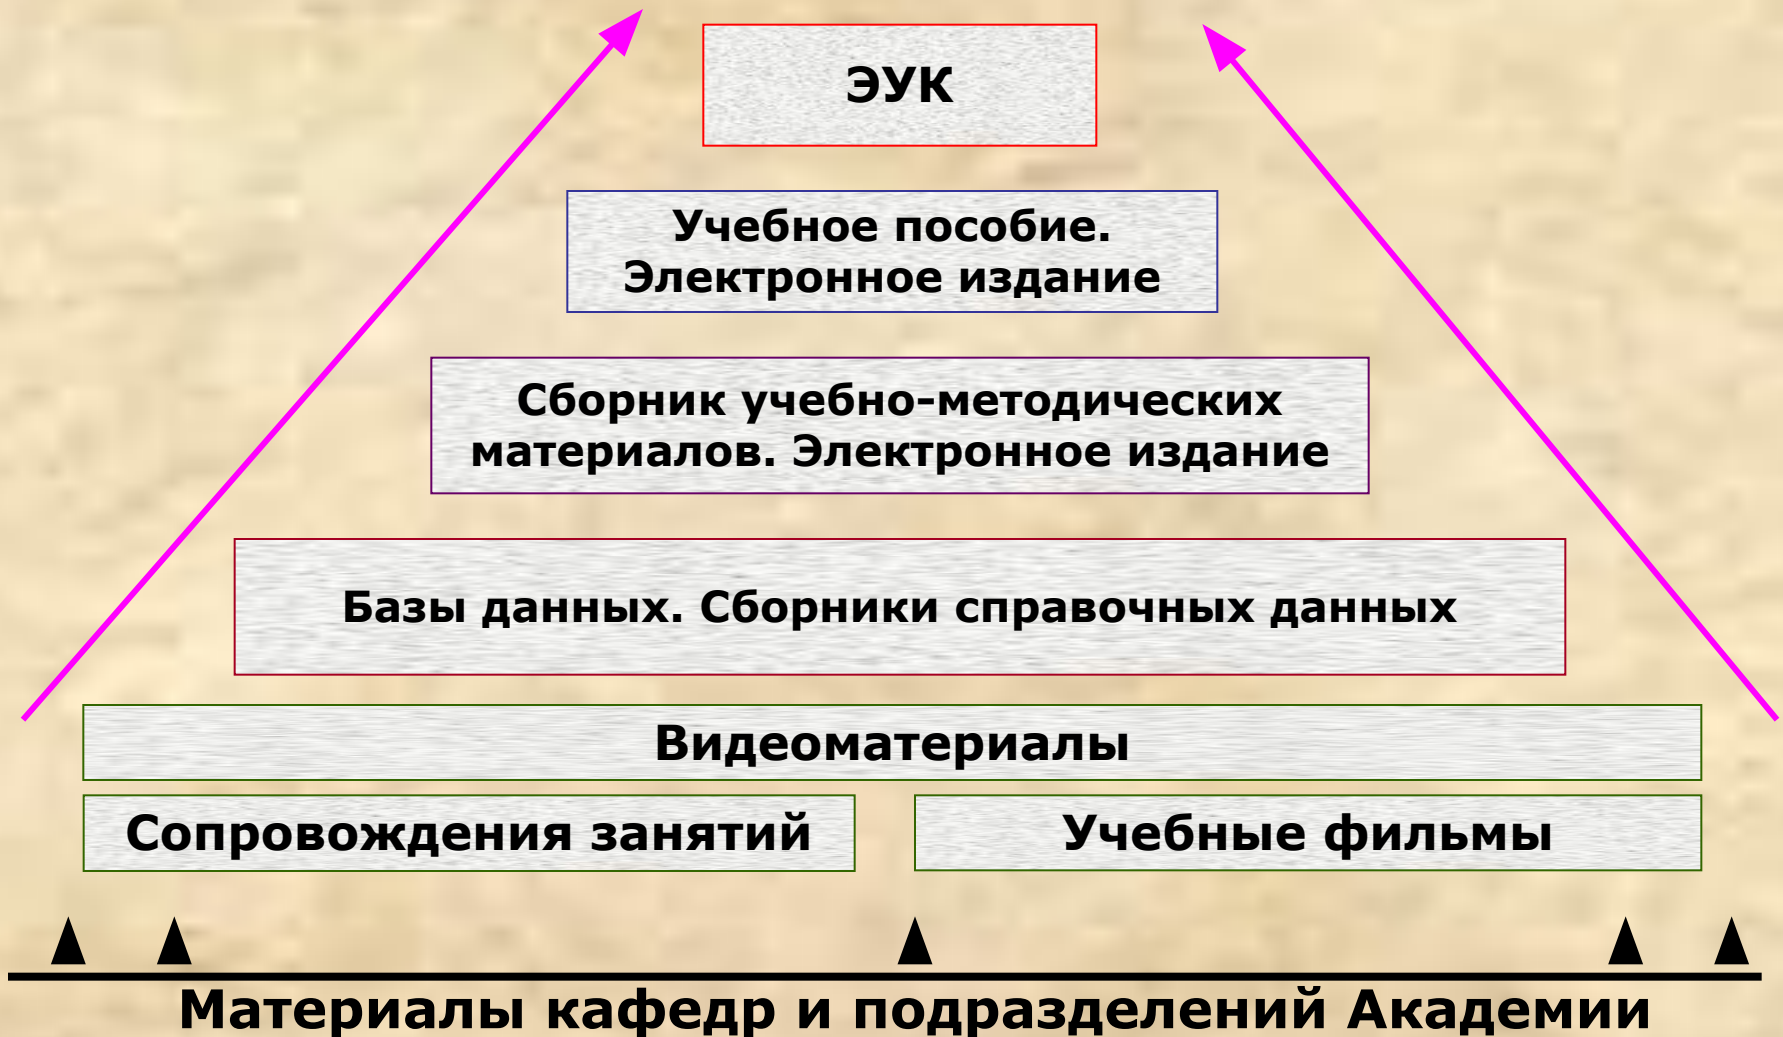 ЭУК
Учебное пособие.
Электронное издание
Сборник учебно-методических
материалов. Электронное издание
Базы данных. Сборники справочных данных
Видеоматериалы
Сопровождения занятий
Учебные фильмы
Материалы кафедр и подразделений Академии